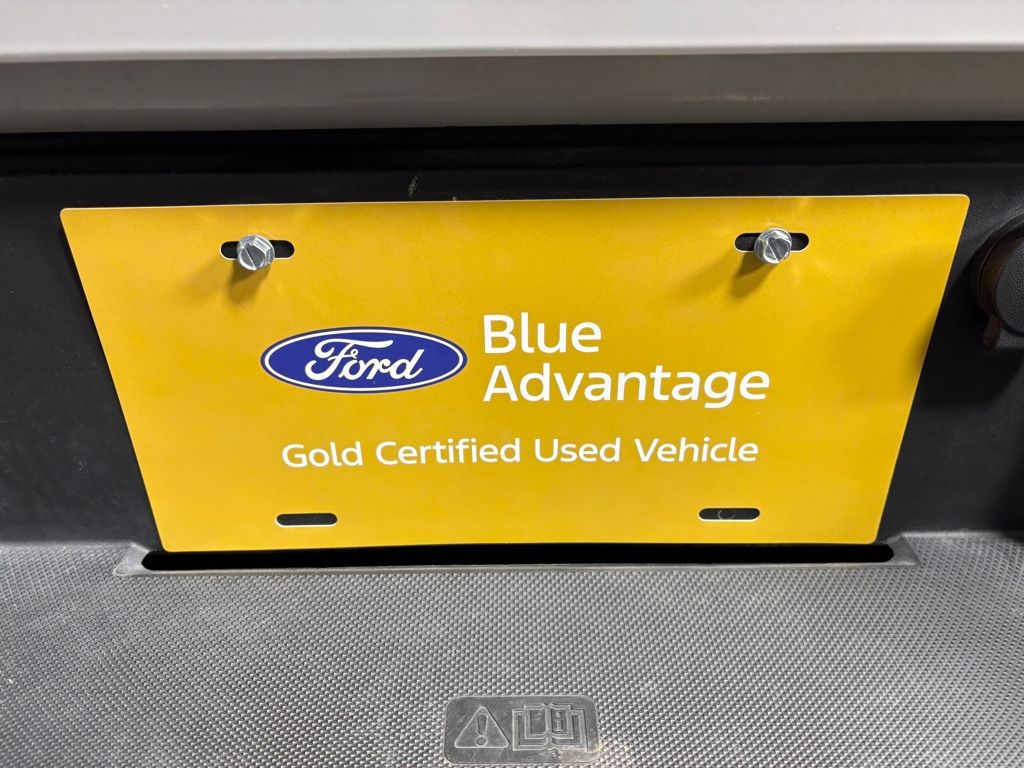 Ford
Blue
Advantage
Gold Certified Used Vehicle